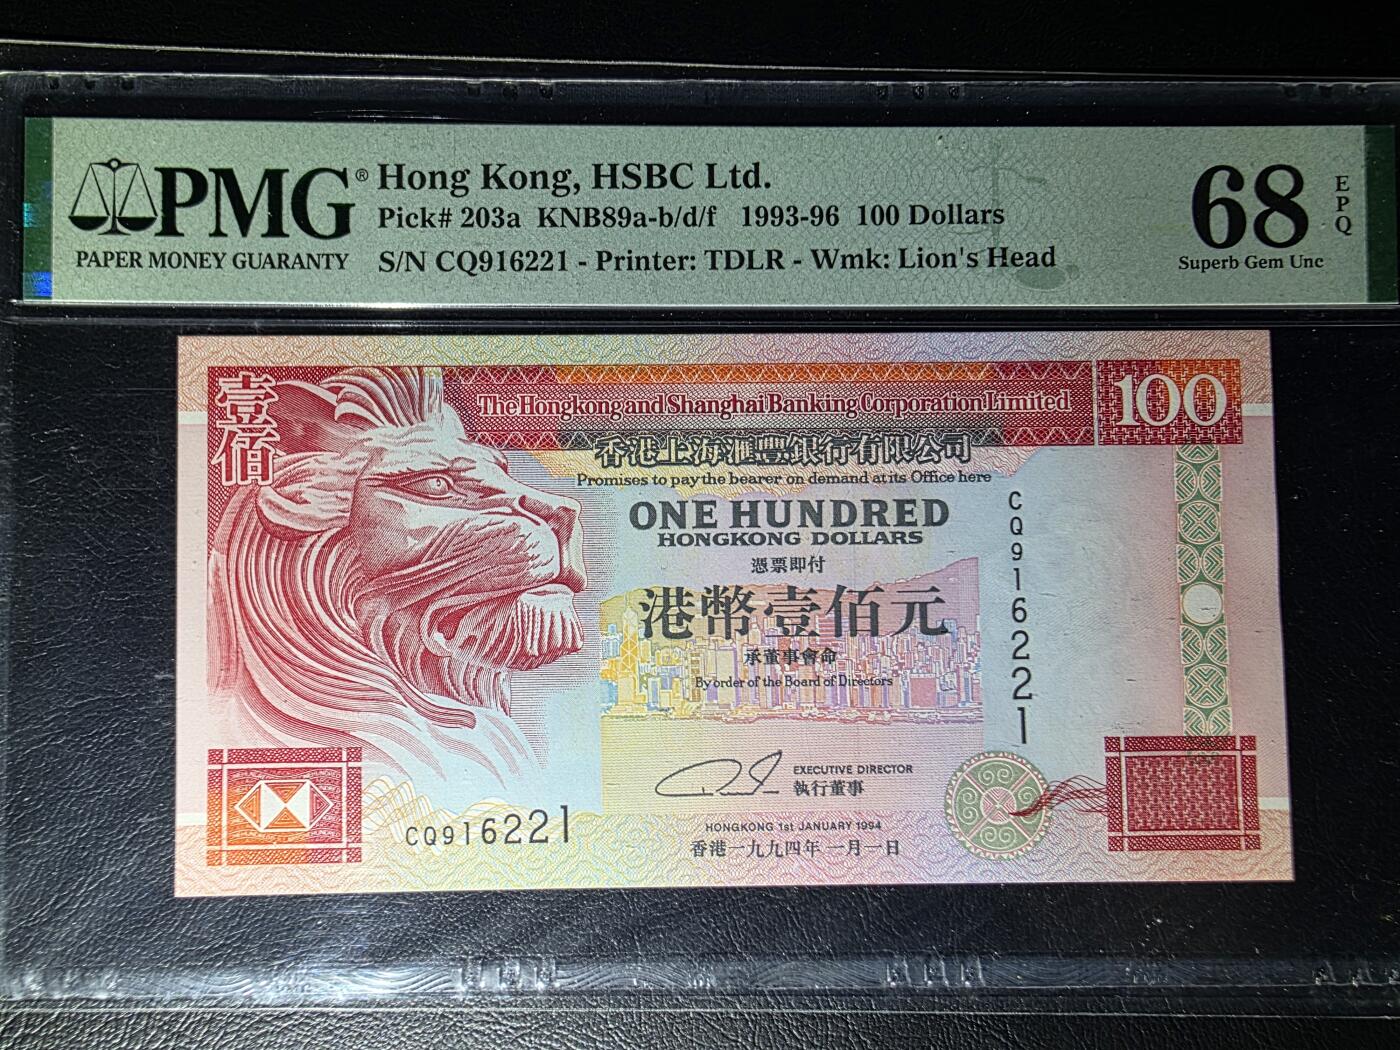 PMG®
PAPER MONEY GUARANTY
Hong Kong, HSBC Ltd.
Pick# 203a KNB89a-b/d/f 1993-96 100 Dollars
S/N CQ916221 - Printer: TDLR - Wmk: Lion's Head
68
EPQ
Superb Gem Unc
壹佰
The Hongkong and Shanghai Banking Corporation Limited
100
香港上海滙豐銀行有限公司
Promises to pay the bearer on demand at its Office here
ONE HUNDRED
HONGKONG DOLLARS
憑票即付
港幣壹佰元
承董事會命
By order of the Board of Directors
CQ916221
EXECUTIVE DIRECTOR
執行董事
CQ916221
HONGKONG 1st JANUARY 1994
香港一九九四年一月一日